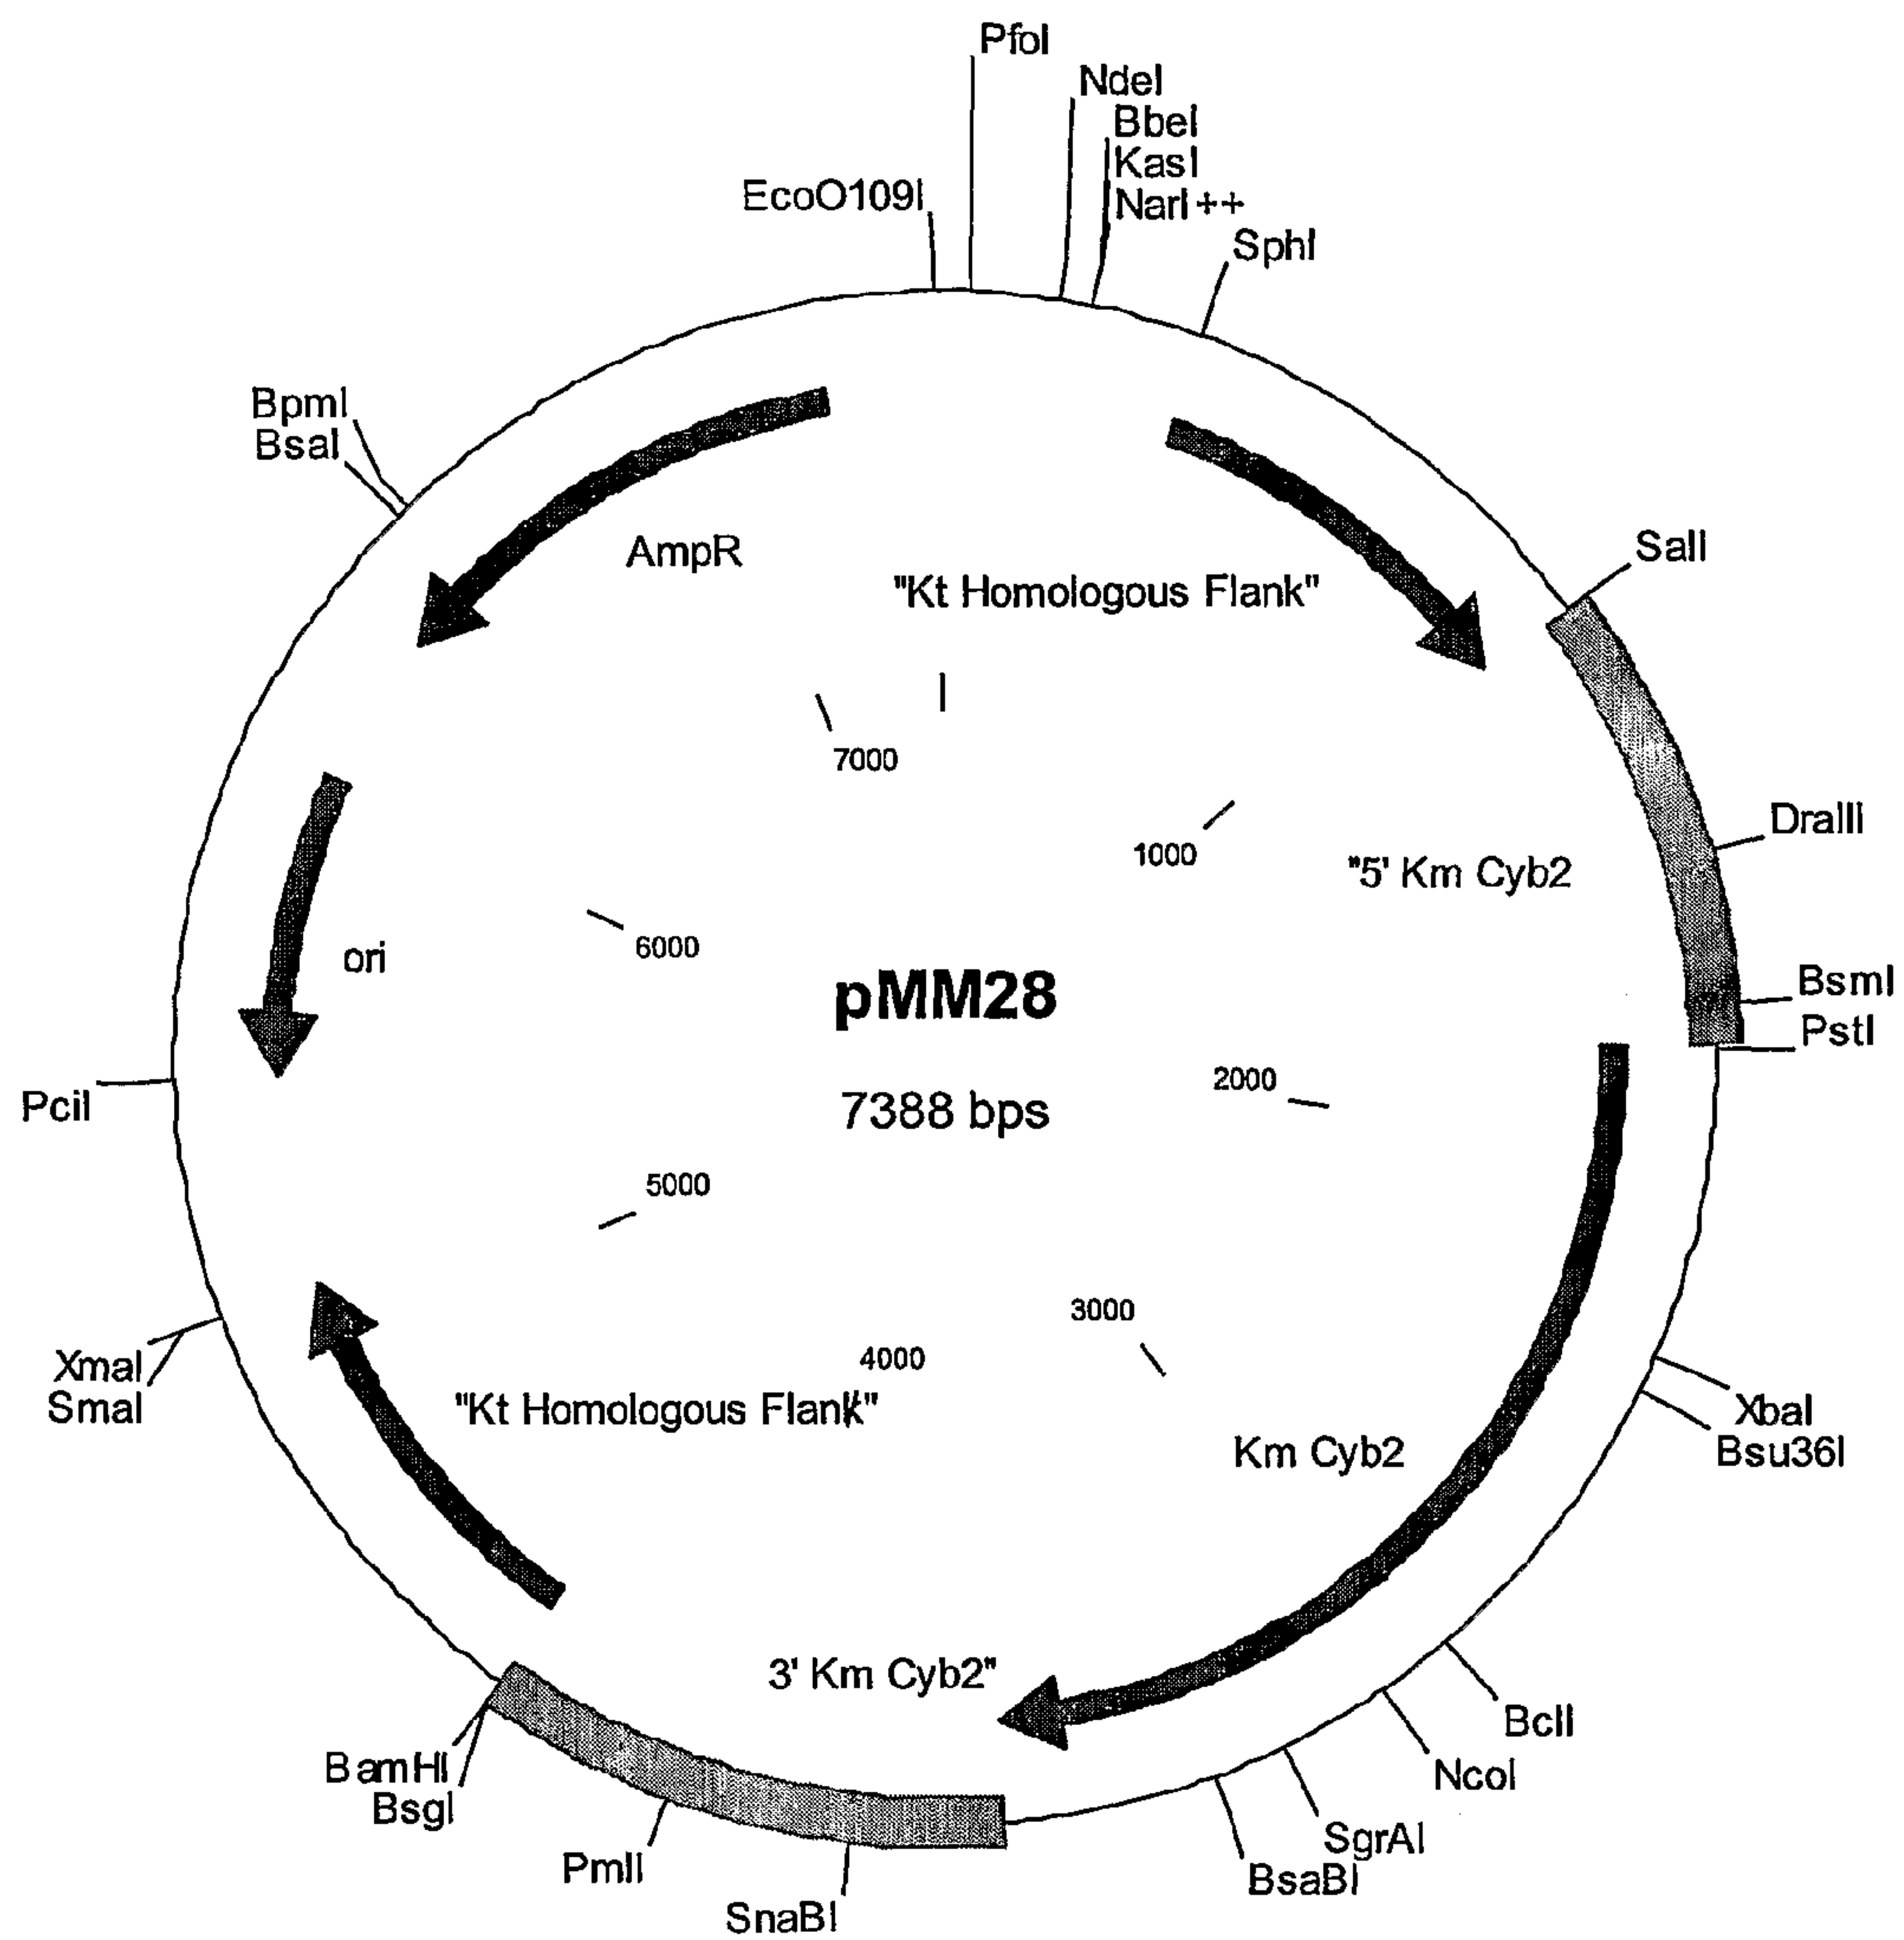 PfoI
NdeI
BbeI
KasI
NarI ++
EcoO109I
SphI
BpmI
BsaI
AmpR
"Kt Homologous Flank"
SalI
7000
1000
DraIII
"5' Km Cyb2
ori
6000
BsmI
PstI
pMM28
2000
PciI
7388 bps
5000
3000
4000
XmaI
SmaI
"Kt Homologous Flank"
XbaI
Bsu36I
Km Cyb2
3' Km Cyb2"
BclI
NcoI
BamHI
BsgI
SgrAI
BsaBI
PmlI
SnaBI